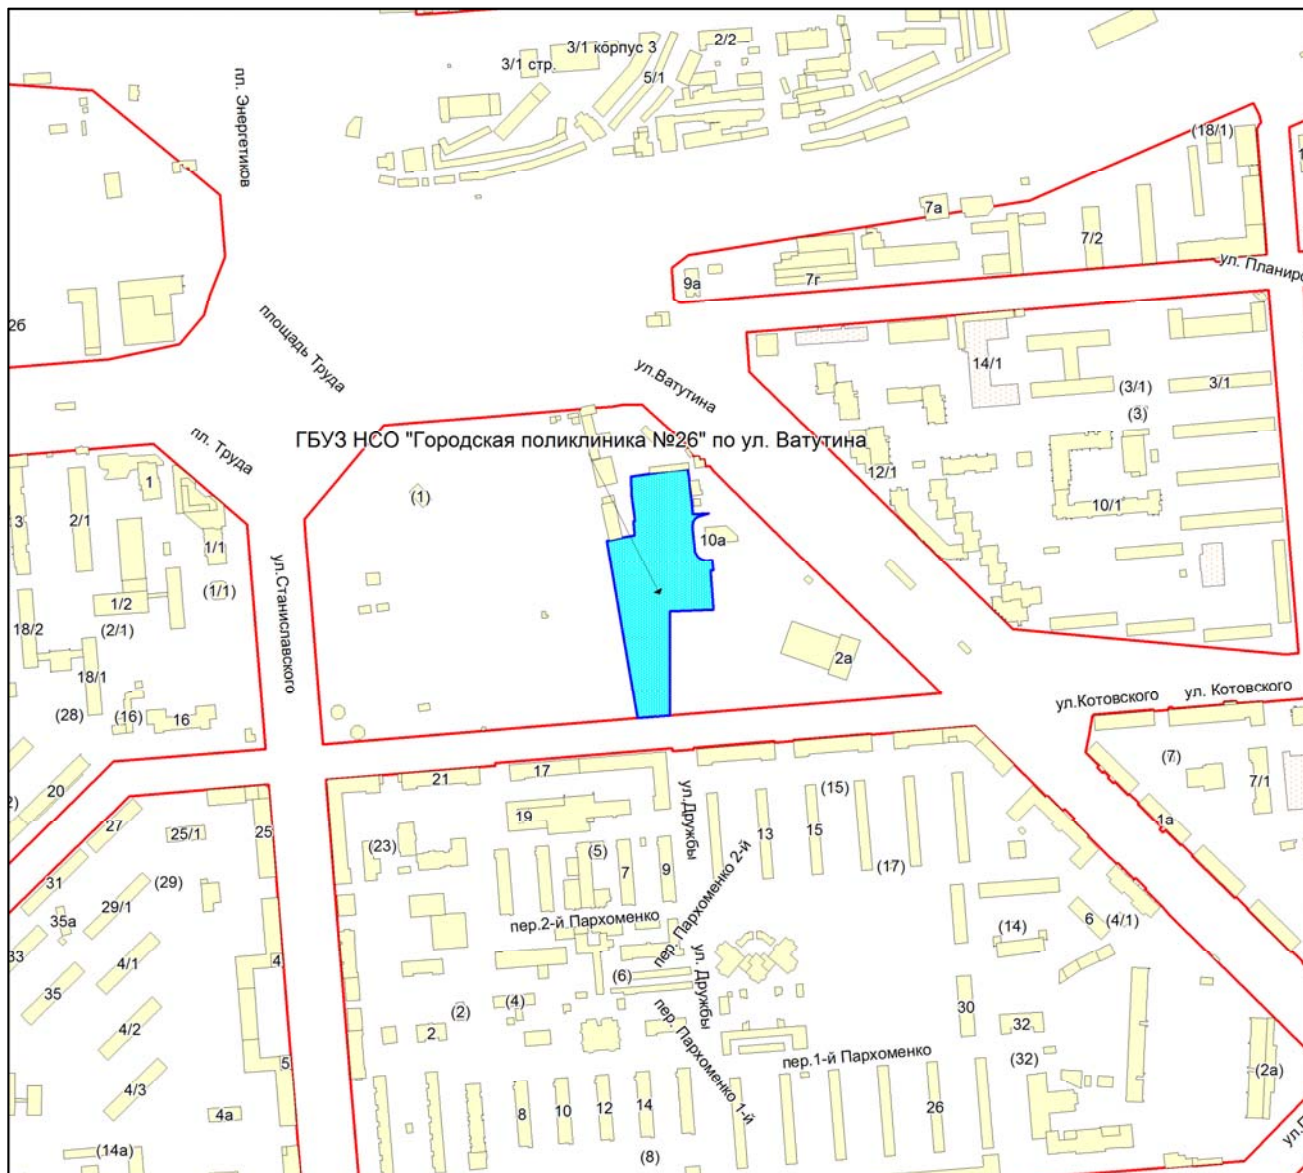 3/1 корпус 3
2/2
3/1 стр.
5/1
пл. Энергетиков
(18/1)
7а
7/2
ул. Планиро
9а
7г
26
площадь Труда
ул.Ватутина
14/1
(3/1)
3/1
(3)
пл. Труда
ГБУЗ НСО "Городская поликлиника №26" по ул. Ватутина
12/1
1
(1)
3
2/1
10/1
1/1
10а
ул.Станиславского
(1/1)
1/2
(2/1)
18/2
2а
18/1
(28)
(16)
16
ул.Котовского
ул. Котовского
(7)
7/1
21
17
ул.Дружбы
(15)
20
27
25/1
25
19
13
15
1а
(23)
(5)
7
9
(17)
31
(29)
29/1
35а
пер.2-й Пархоменко
пер. Пархоменко 2-й
6
(4/1)
(14)
33
4/1
4
35
(6)
ул. Дружбы
(4)
(2)
2
30
32
4/2
5
пер. Пархоменко 1-й
пер.1-й Пархоменко
(32)
(2а)
4/3
4а
8
10
12
14
26
(14а)
(8)